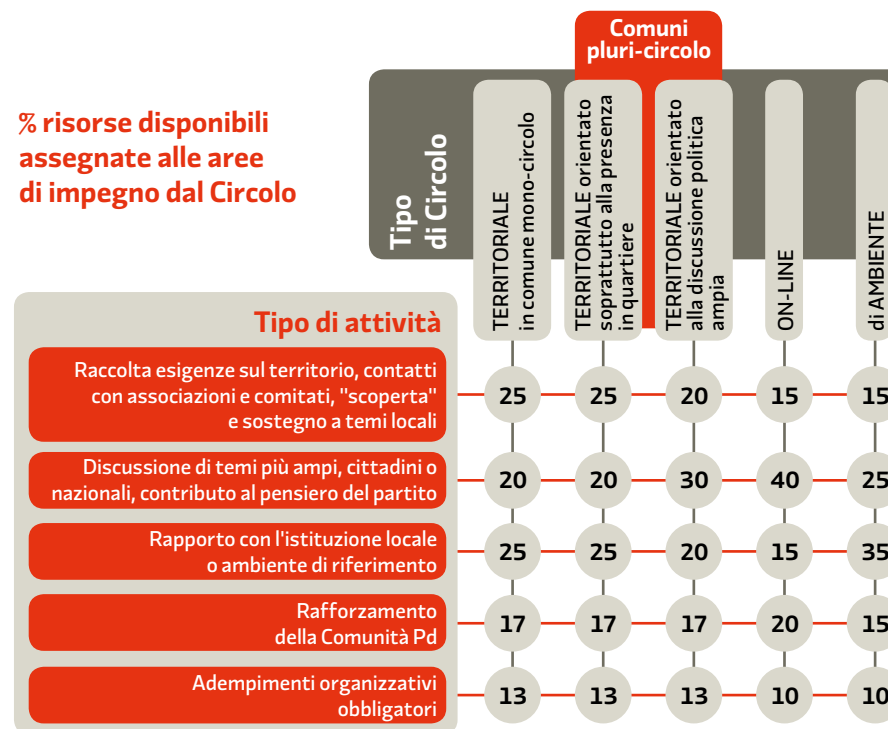 Comuni
pluri-circolo
% risorse disponibili
assegnate alle aree
di impegno dal Circolo
Tipo
di Circolo
TERRITORIALE
in comune mono-circolo
TERRITORIALE orientato
soprattutto alla presenza
in quartiere
TERRITORIALE orientato
alla discussione politica
ampia
ON-LINE
di AMBIENTE
Tipo di attività
Raccolta esigenze sul territorio, contatti
con associazioni e comitati, "scoperta"
e sostegno a temi locali
25 25 20 15 15
Discussione di temi più ampi, cittadini o
nazionali, contributo al pensiero del partito
20 20 30 40 25
Rapporto con l'istituzione locale
o ambiente di riferimento
25 25 20 15 35
Rafforzamento
della Comunità Pd
17 17 17 20 15
Adempimenti organizzativi
obbligatori
13 13 13 10 10